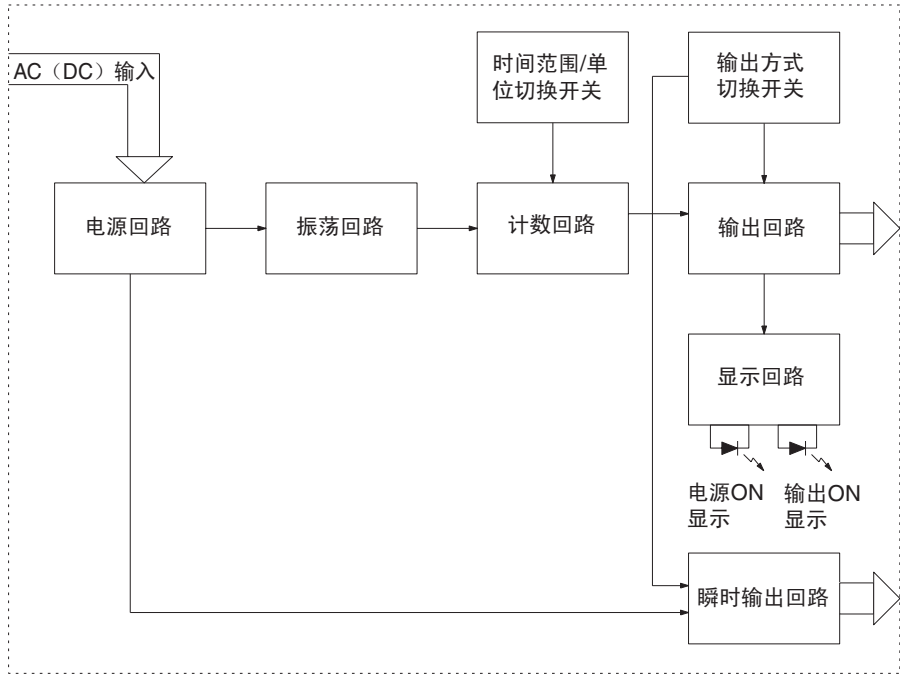 AC（DC）输入
时间范围/单
位切换开关
输出方式
切换开关
电源回路
振荡回路
计数回路
输出回路
显示回路
电源ON
显示
输出ON
显示
瞬时输出回路